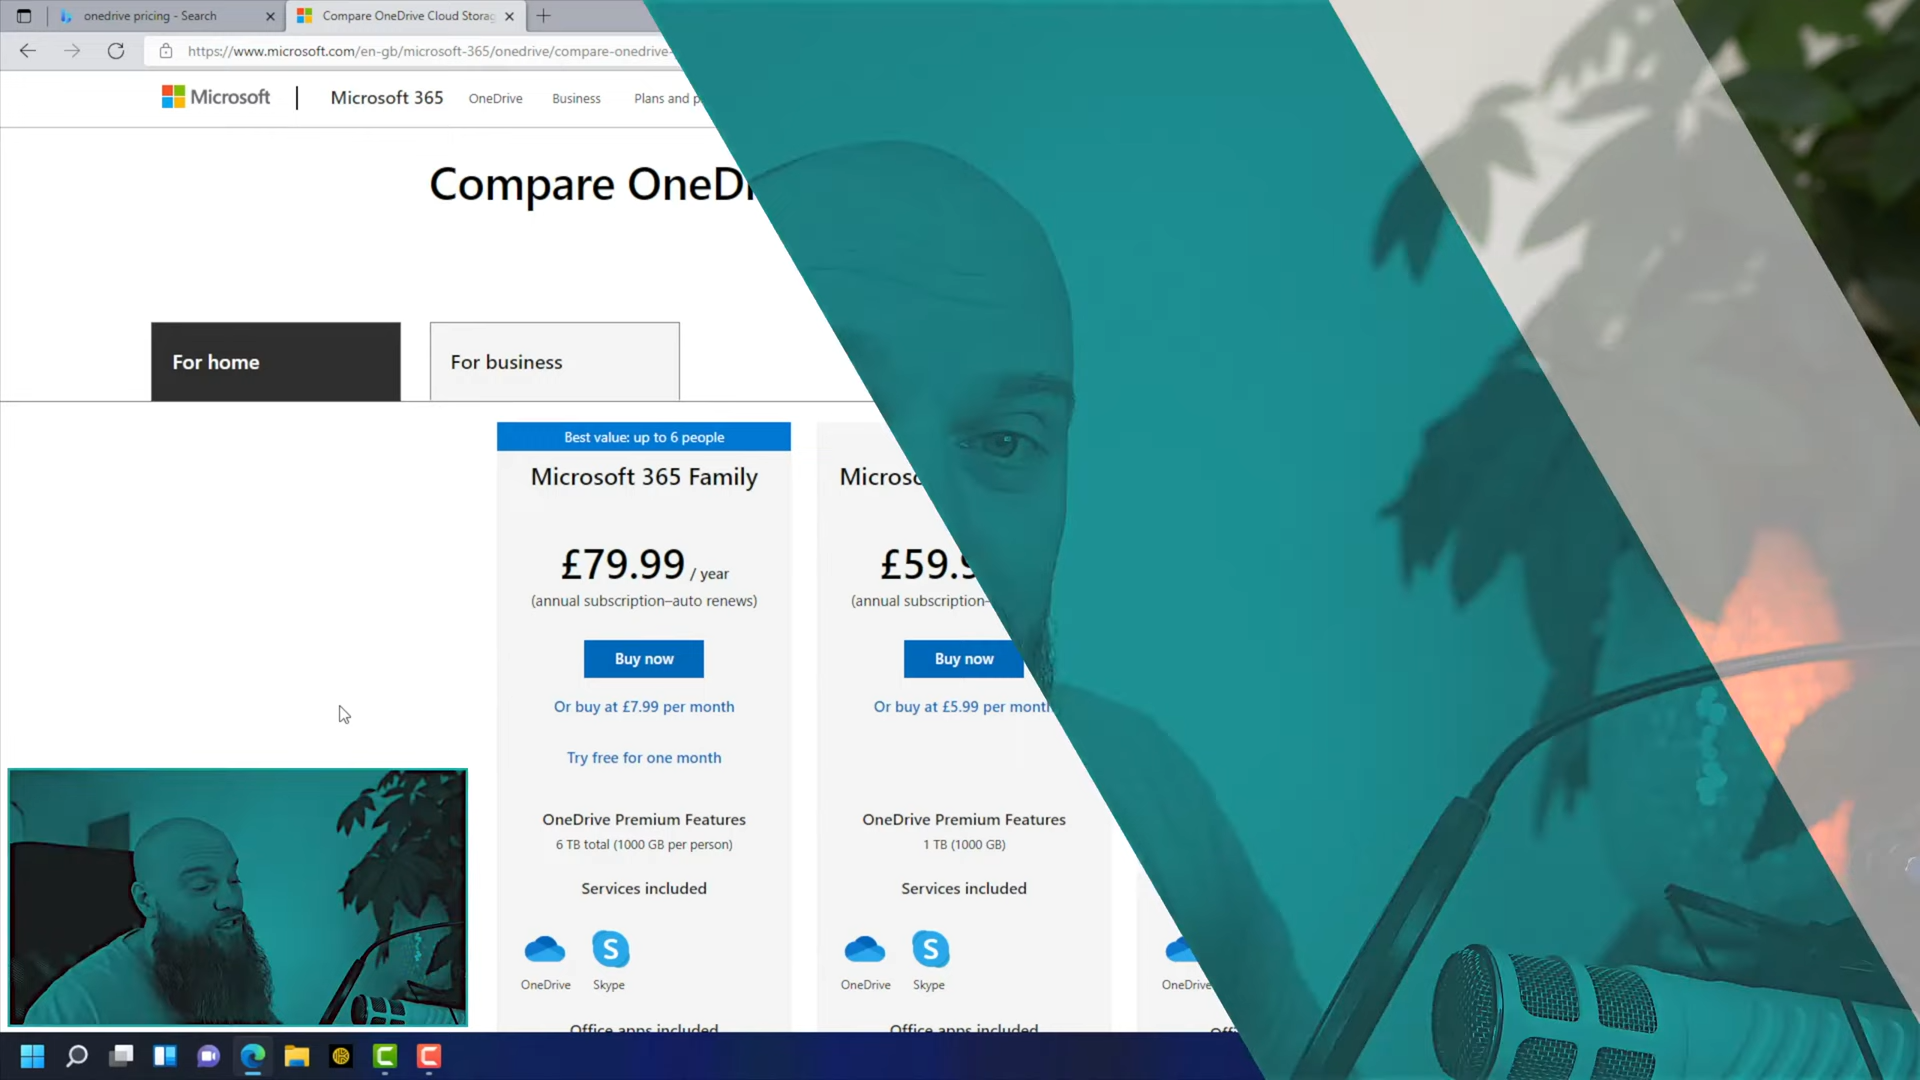 onedrive pricing - Search
Compare OneDrive Cloud Storag
https://www.microsoft.com/en-gb/microsoft-365/onedrive/compare-onedrive-
Microsoft
Microsoft 365
OneDrive
Business
Plans and p
Compare OneDr
For home
For business
Best value: up to 6 people
Microsoft 365 Family
£79.99 / year
(annual subscription–auto renews)
Buy now
Or buy at £7.99 per month
Try free for one month
OneDrive Premium Features
6 TB total (1000 GB per person)
Services included
OneDrive
Skype
Office apps included
Microso
£59.9
(annual subscription–
Buy now
Or buy at £5.99 per month
OneDrive Premium Features
1 TB (1000 GB)
Services included
OneDrive
Skype
Office apps included
OneDrive